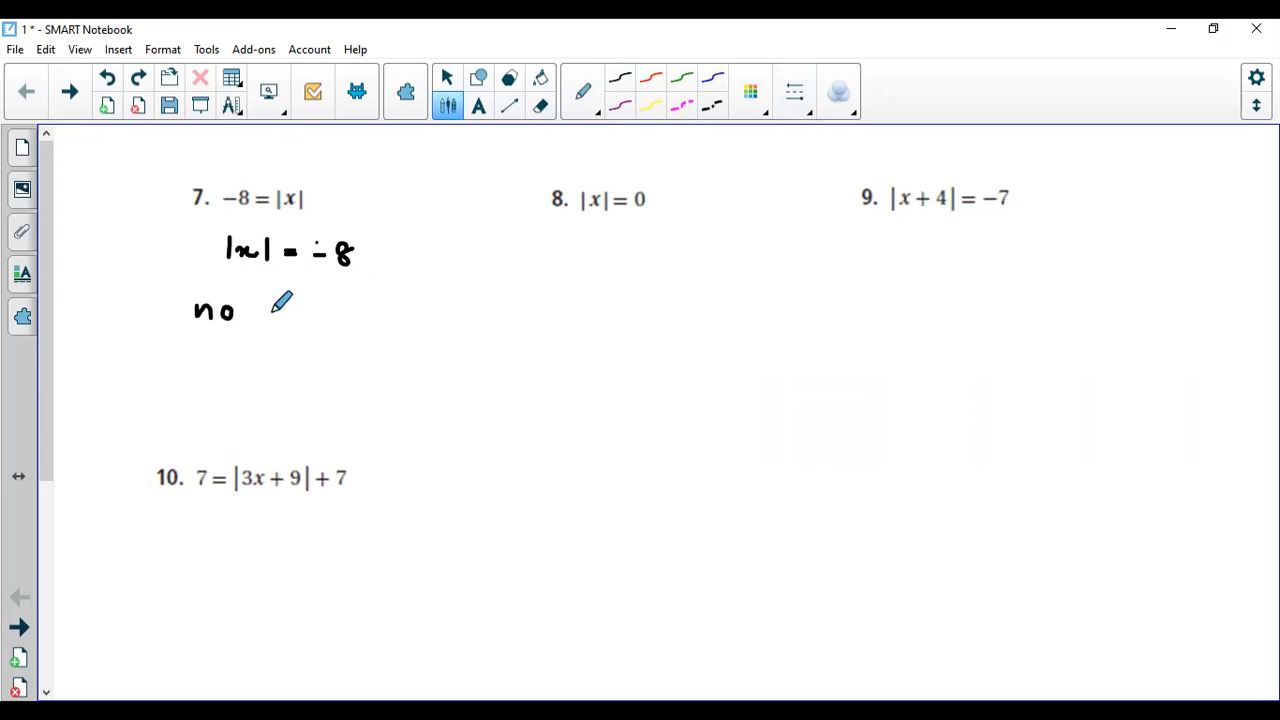 1 * - SMART Notebook
File Edit View Insert Format Tools Add-ons Account Help
7. −8 = |x|
8. |x| = 0
9. |x + 4| = −7
|x| = -8
no
10. 7 = |3x + 9| + 7